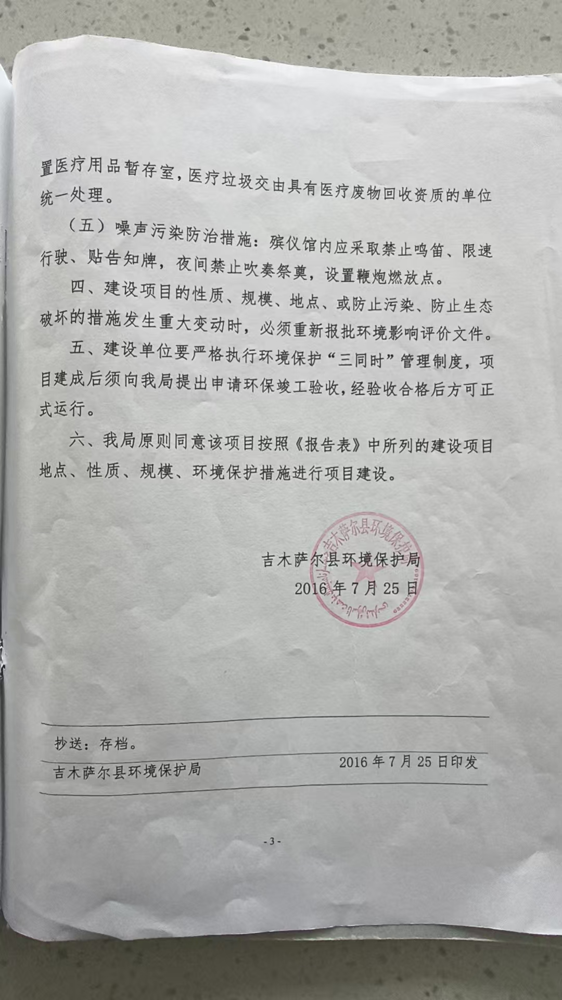 置医疗用品暂存室，医疗垃圾交由具有医疗废物回收资质的单位
统一处理。
（五）噪声污染防治措施：殡仪馆内应采取禁止鸣笛、限速
行驶、贴告知牌，夜间禁止吹奏祭奠，设置鞭炮燃放点。
四、建设项目的性质、规模、地点、或防止污染、防止生态
破坏的措施发生重大变动时，必须重新报批环境影响评价文件。
五、建设单位要严格执行环境保护“三同时”管理制度，项
目建成后须向我局提出申请环保竣工验收，经验收合格后方可正
式运行。
六、我局原则同意该项目按照《报告表》中所列的建设项目
地点、性质、规模、环境保护措施进行项目建设。
吉木萨尔县环境保护局
吉木萨尔县环境保护局
2016年7月25日
抄送：存档。
吉木萨尔县环境保护局 2016年7月25日印发
-3-